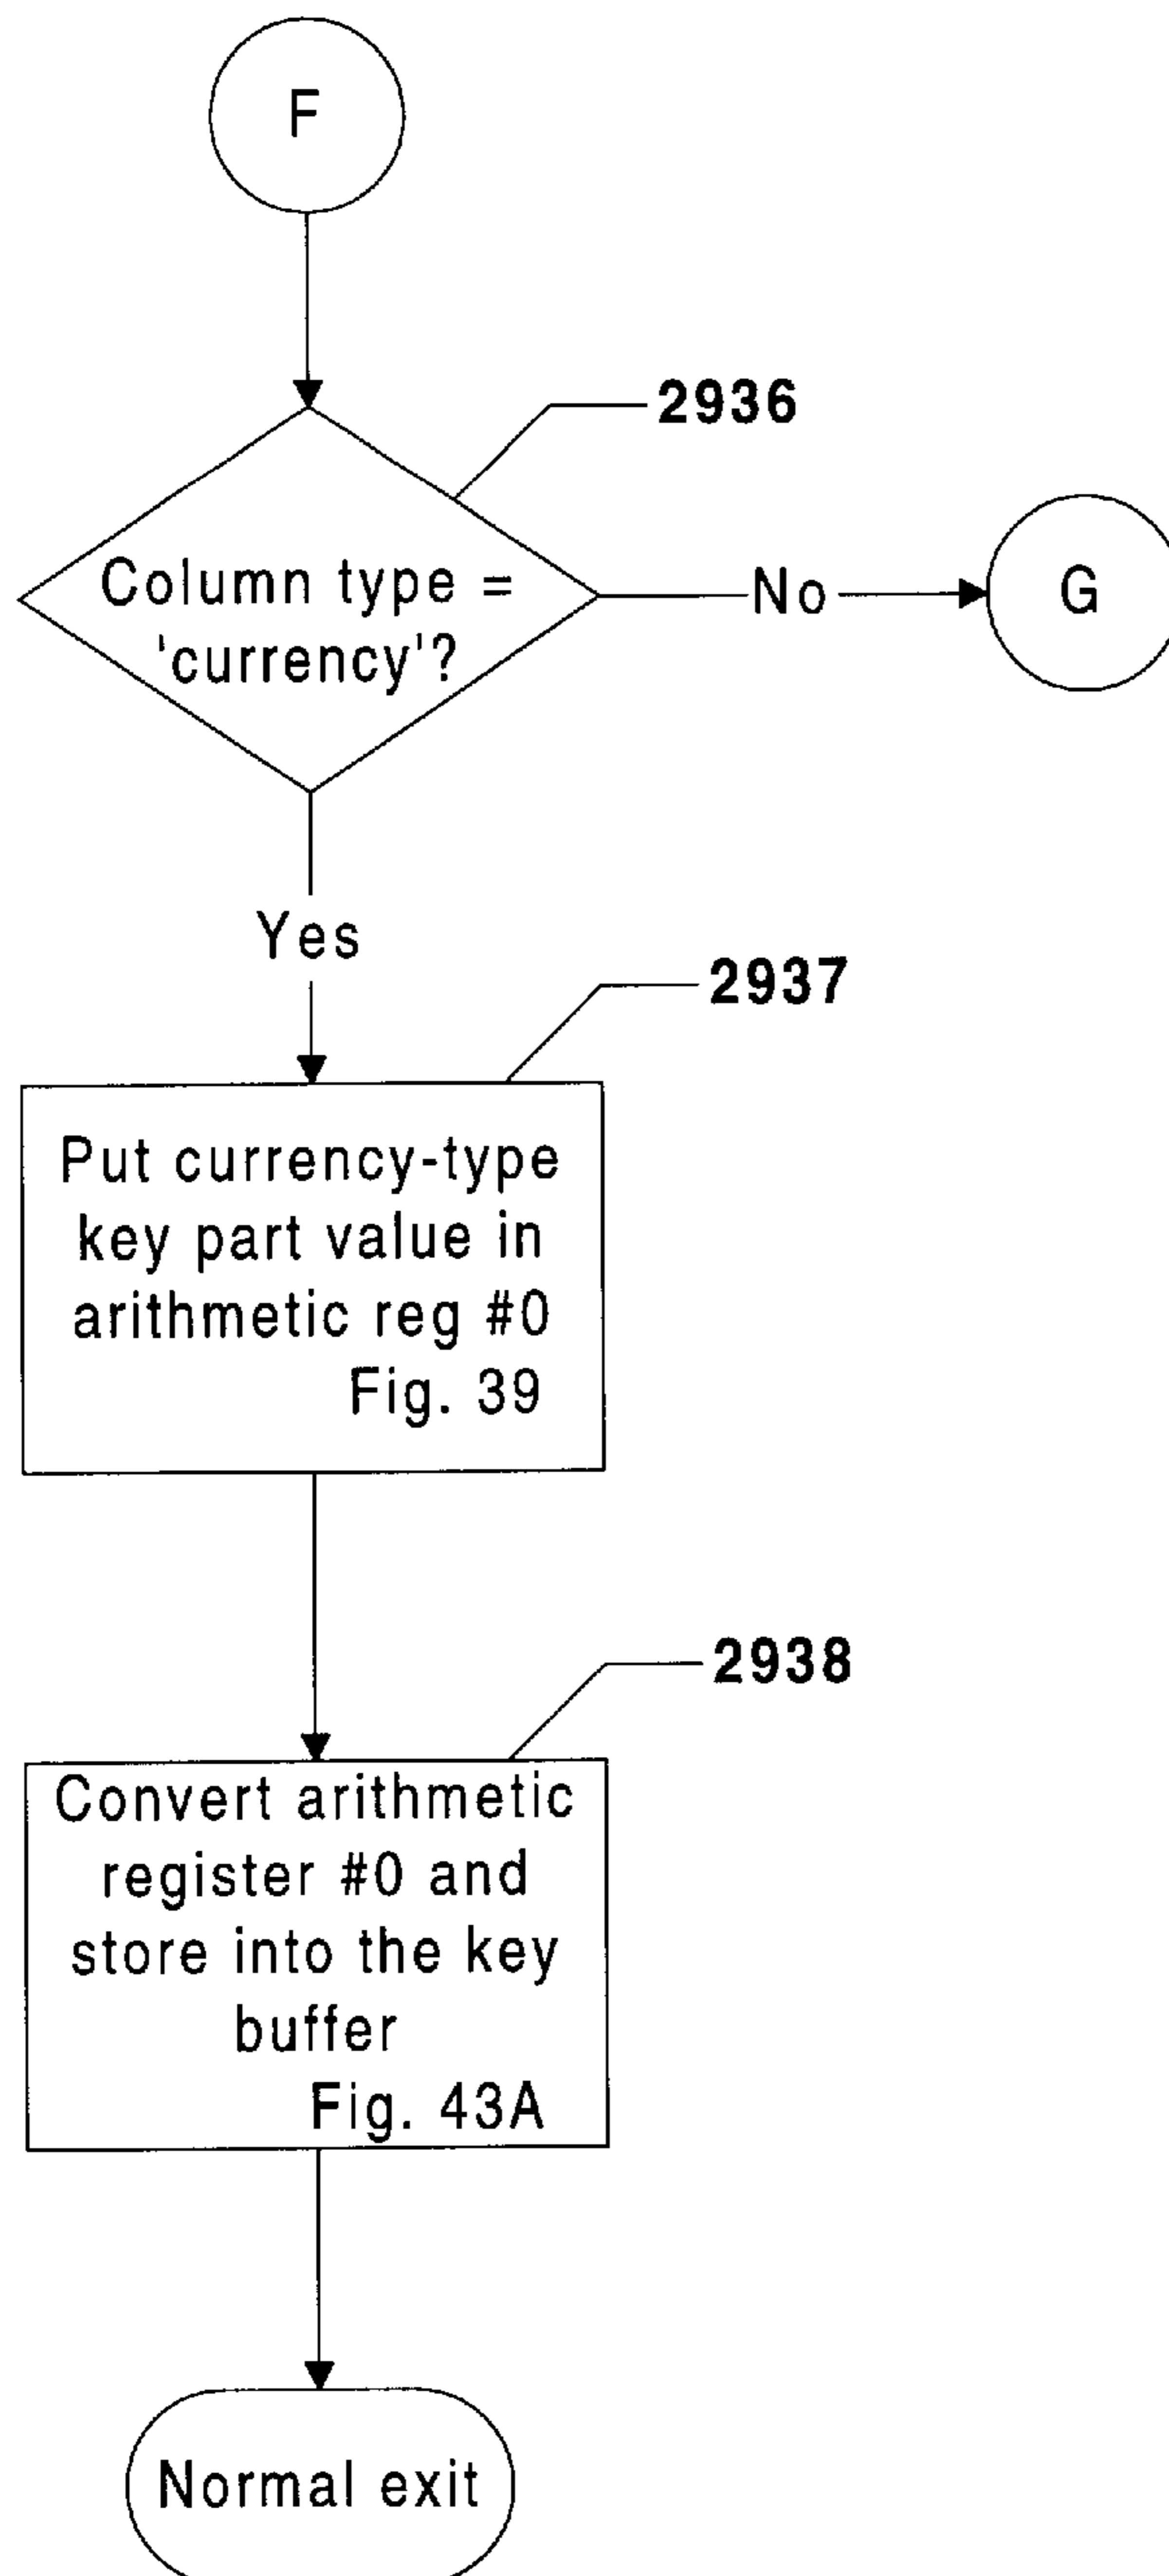 F
2936
Column type =
'currency'?
No
G
Yes
2937
Put currency-type
key part value in
arithmetic reg #0
Fig. 39
2938
Convert arithmetic
register #0 and
store into the key
buffer
Fig. 43A
Normal exit